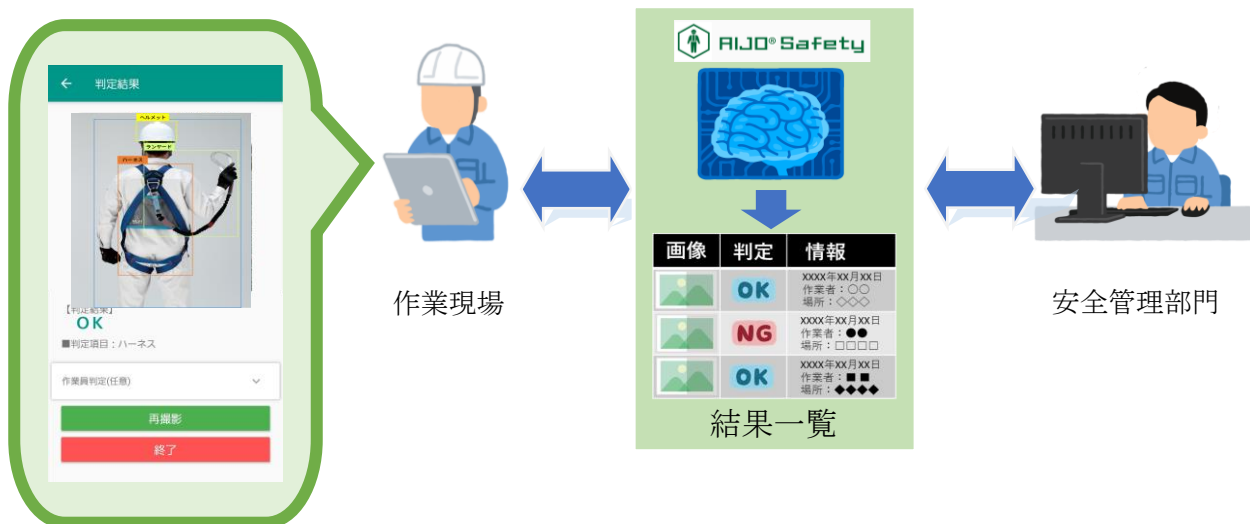 ← 判定結果
ヘルメット
ランヤード
ハーネス
【判定結果】
OK
■判定項目：ハーネス
作業員判定(任意)
再撮影
終了
作業現場
AIJO® Safety
画像 判定 情報
OK
XXXX年XX月XX日
作業者：○○
場所：◇◇◇
NG
XXXX年XX月XX日
作業者：●●
場所：□□□□
OK
XXXX年XX月XX日
作業者：■ ■
場所：◆◆◆◆
結果一覧
安全管理部門